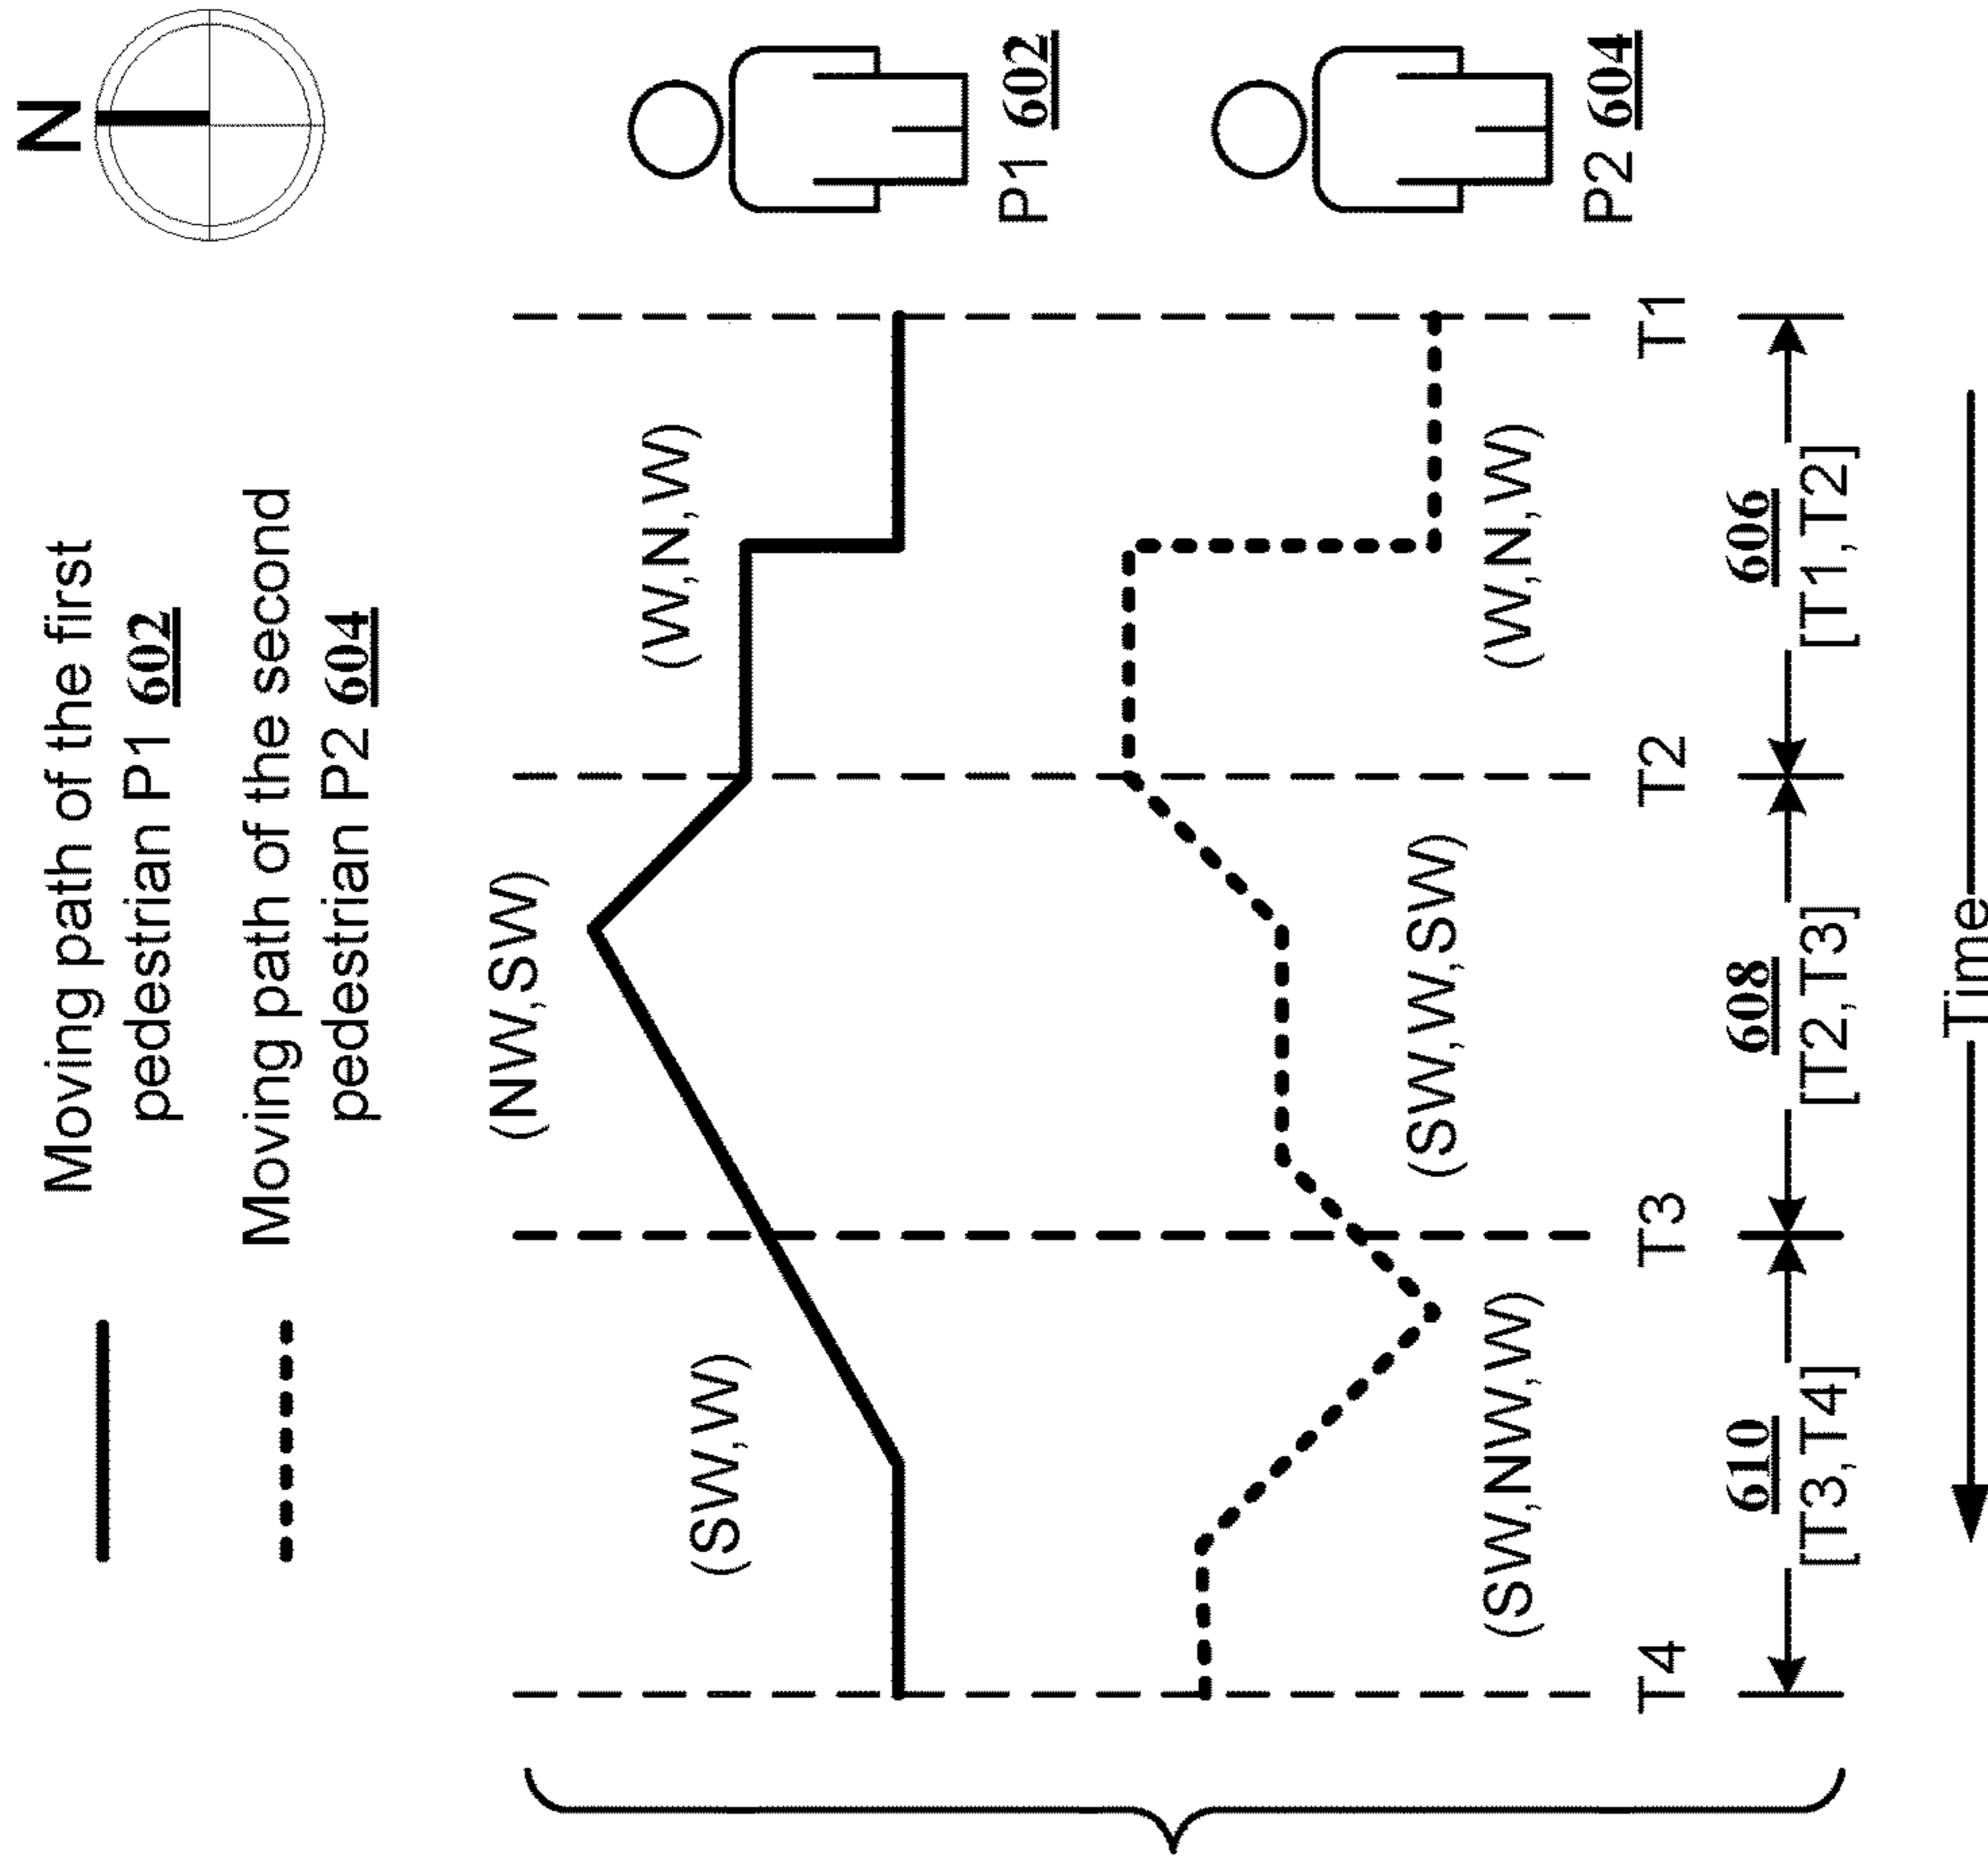 N
Moving path of the first
pedestrian P1 602
Moving path of the second
pedestrian P2 604
(SW,W)
(NW,SW)
(W,N,W)
P1 602
(SW,NW,W)
(SW,W,SW)
(W,N,W)
P2 604
T4
T3
T2
T1
610
608
606
[T3,T4]
[T2,T3]
[T1,T2]
Time